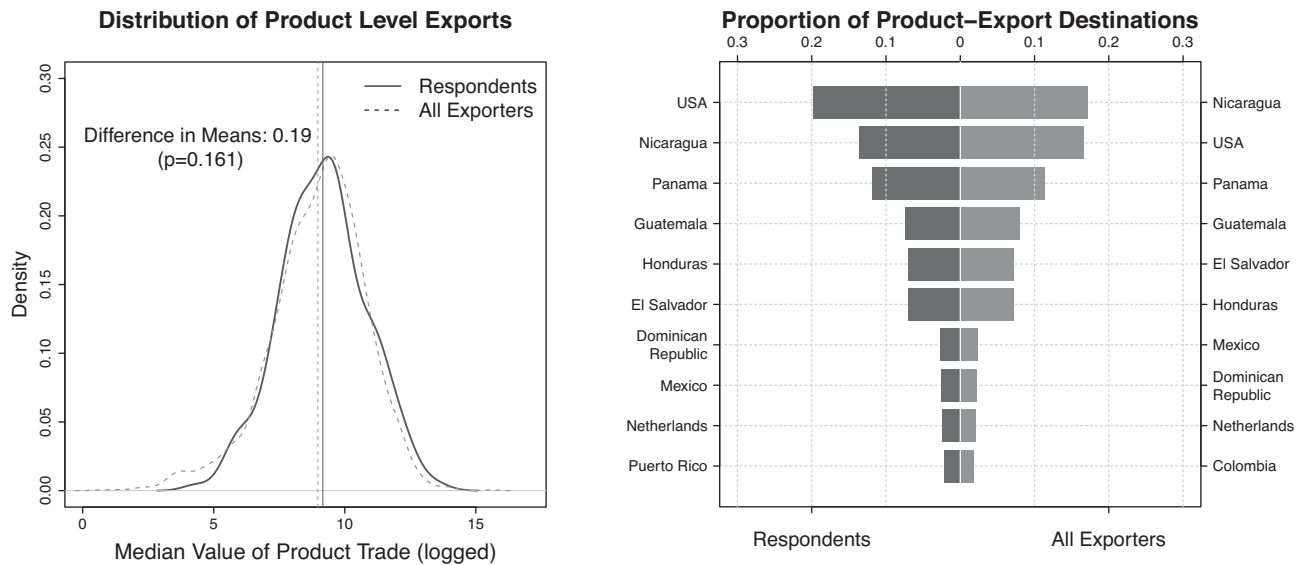 Distribution of Product Level Exports
0.30
0.25
0.20
0.15
0.10
0.05
0.00
Density
Respondents
All Exporters
Difference in Means: 0.19
(p=0.161)
0 5 10 15
Median Value of Product Trade (logged)
Proportion of Product−Export Destinations
0.3 0.2 0.1 0 0.1 0.2 0.3
USA
Nicaragua
Panama
Guatemala
Honduras
El Salvador
Dominican
Republic
Mexico
Netherlands
Puerto Rico
Nicaragua
USA
Panama
Guatemala
El Salvador
Honduras
Mexico
Dominican
Republic
Netherlands
Colombia
Respondents
All Exporters